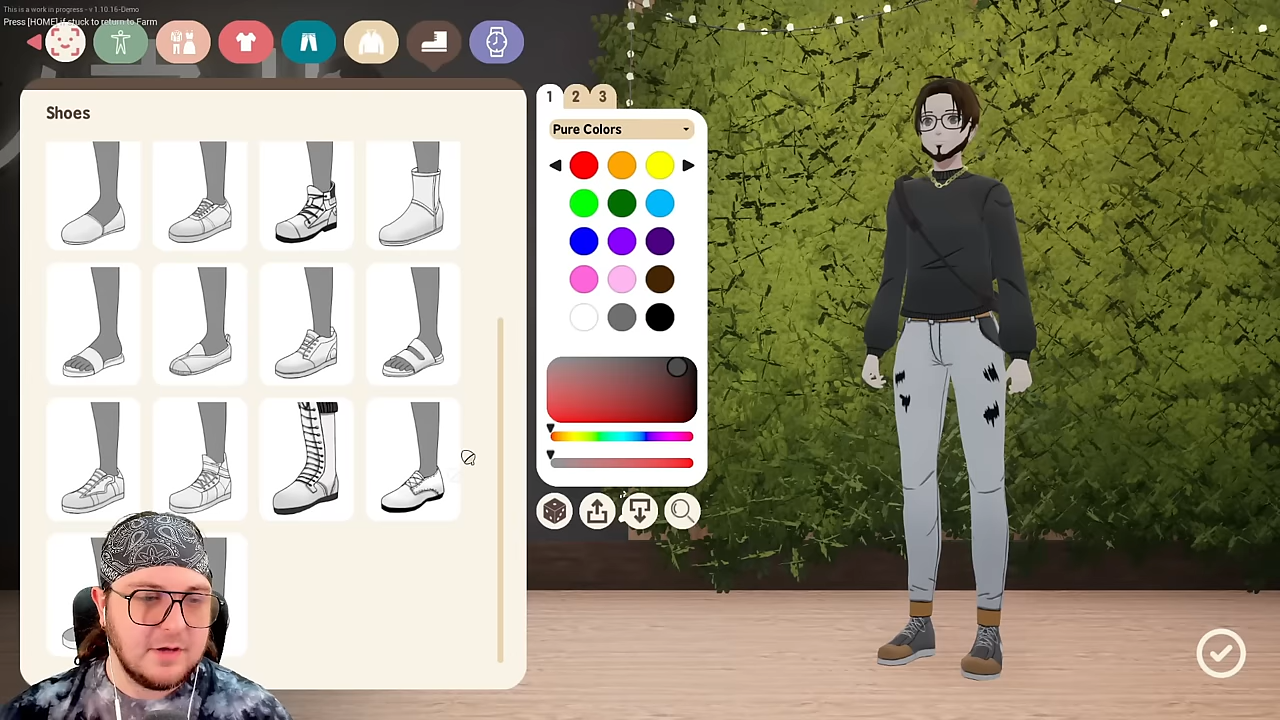 This is a work in progress - v 1.10.16-Demo
Press [HOME] if stuck to return to Farm
Shoes
1 2 3
Pure Colors